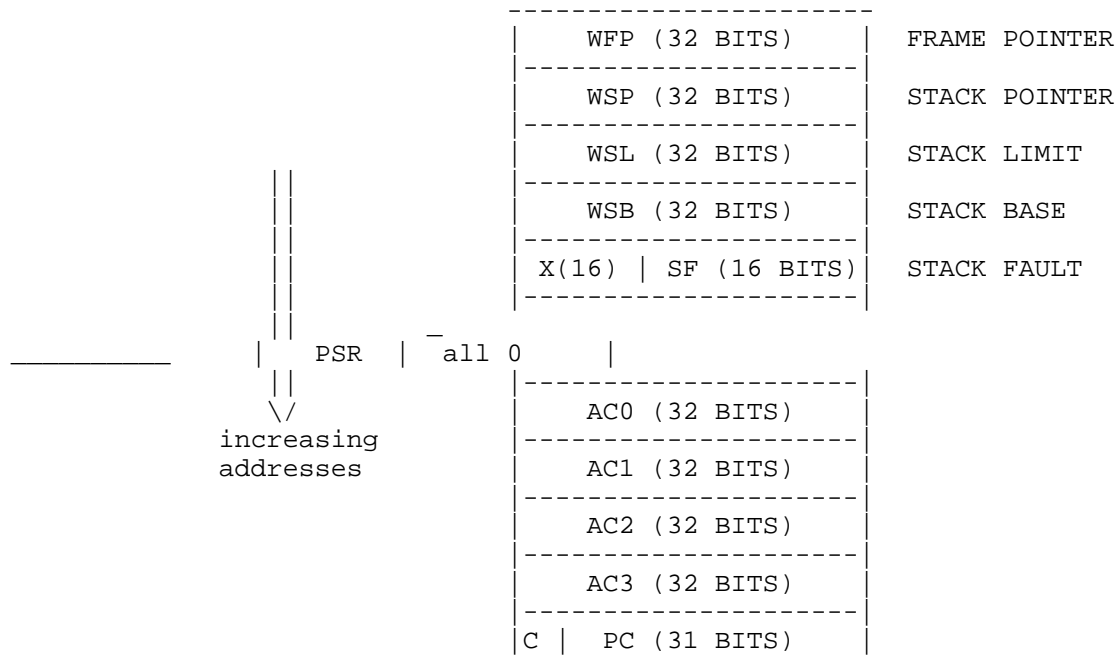 WFP (32 BITS) FRAME POINTER
WSP (32 BITS) STACK POINTER
WSL (32 BITS) STACK LIMIT
WSB (32 BITS) STACK BASE
X(16) | SF (16 BITS) STACK FAULT
| PSR | all 0 |
AC0 (32 BITS)
increasing
AC1 (32 BITS)
addresses
AC2 (32 BITS)
AC3 (32 BITS)
|C | PC (31 BITS) |